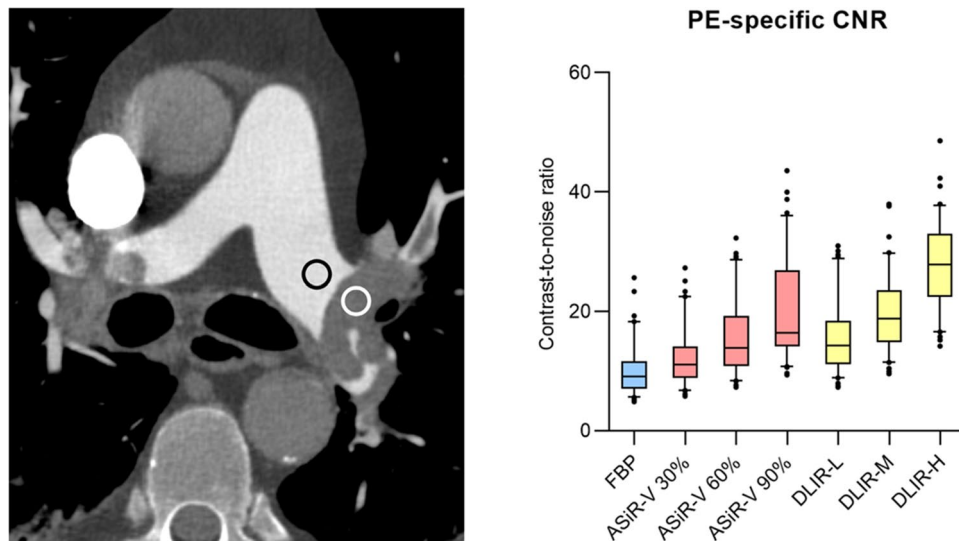 PE-specific CNR
Contrast-to-noise ratio
60
40
20
0
FBP
ASiR-V 30%
ASiR-V 60%
ASiR-V 90%
DLIR-L
DLIR-M
DLIR-H